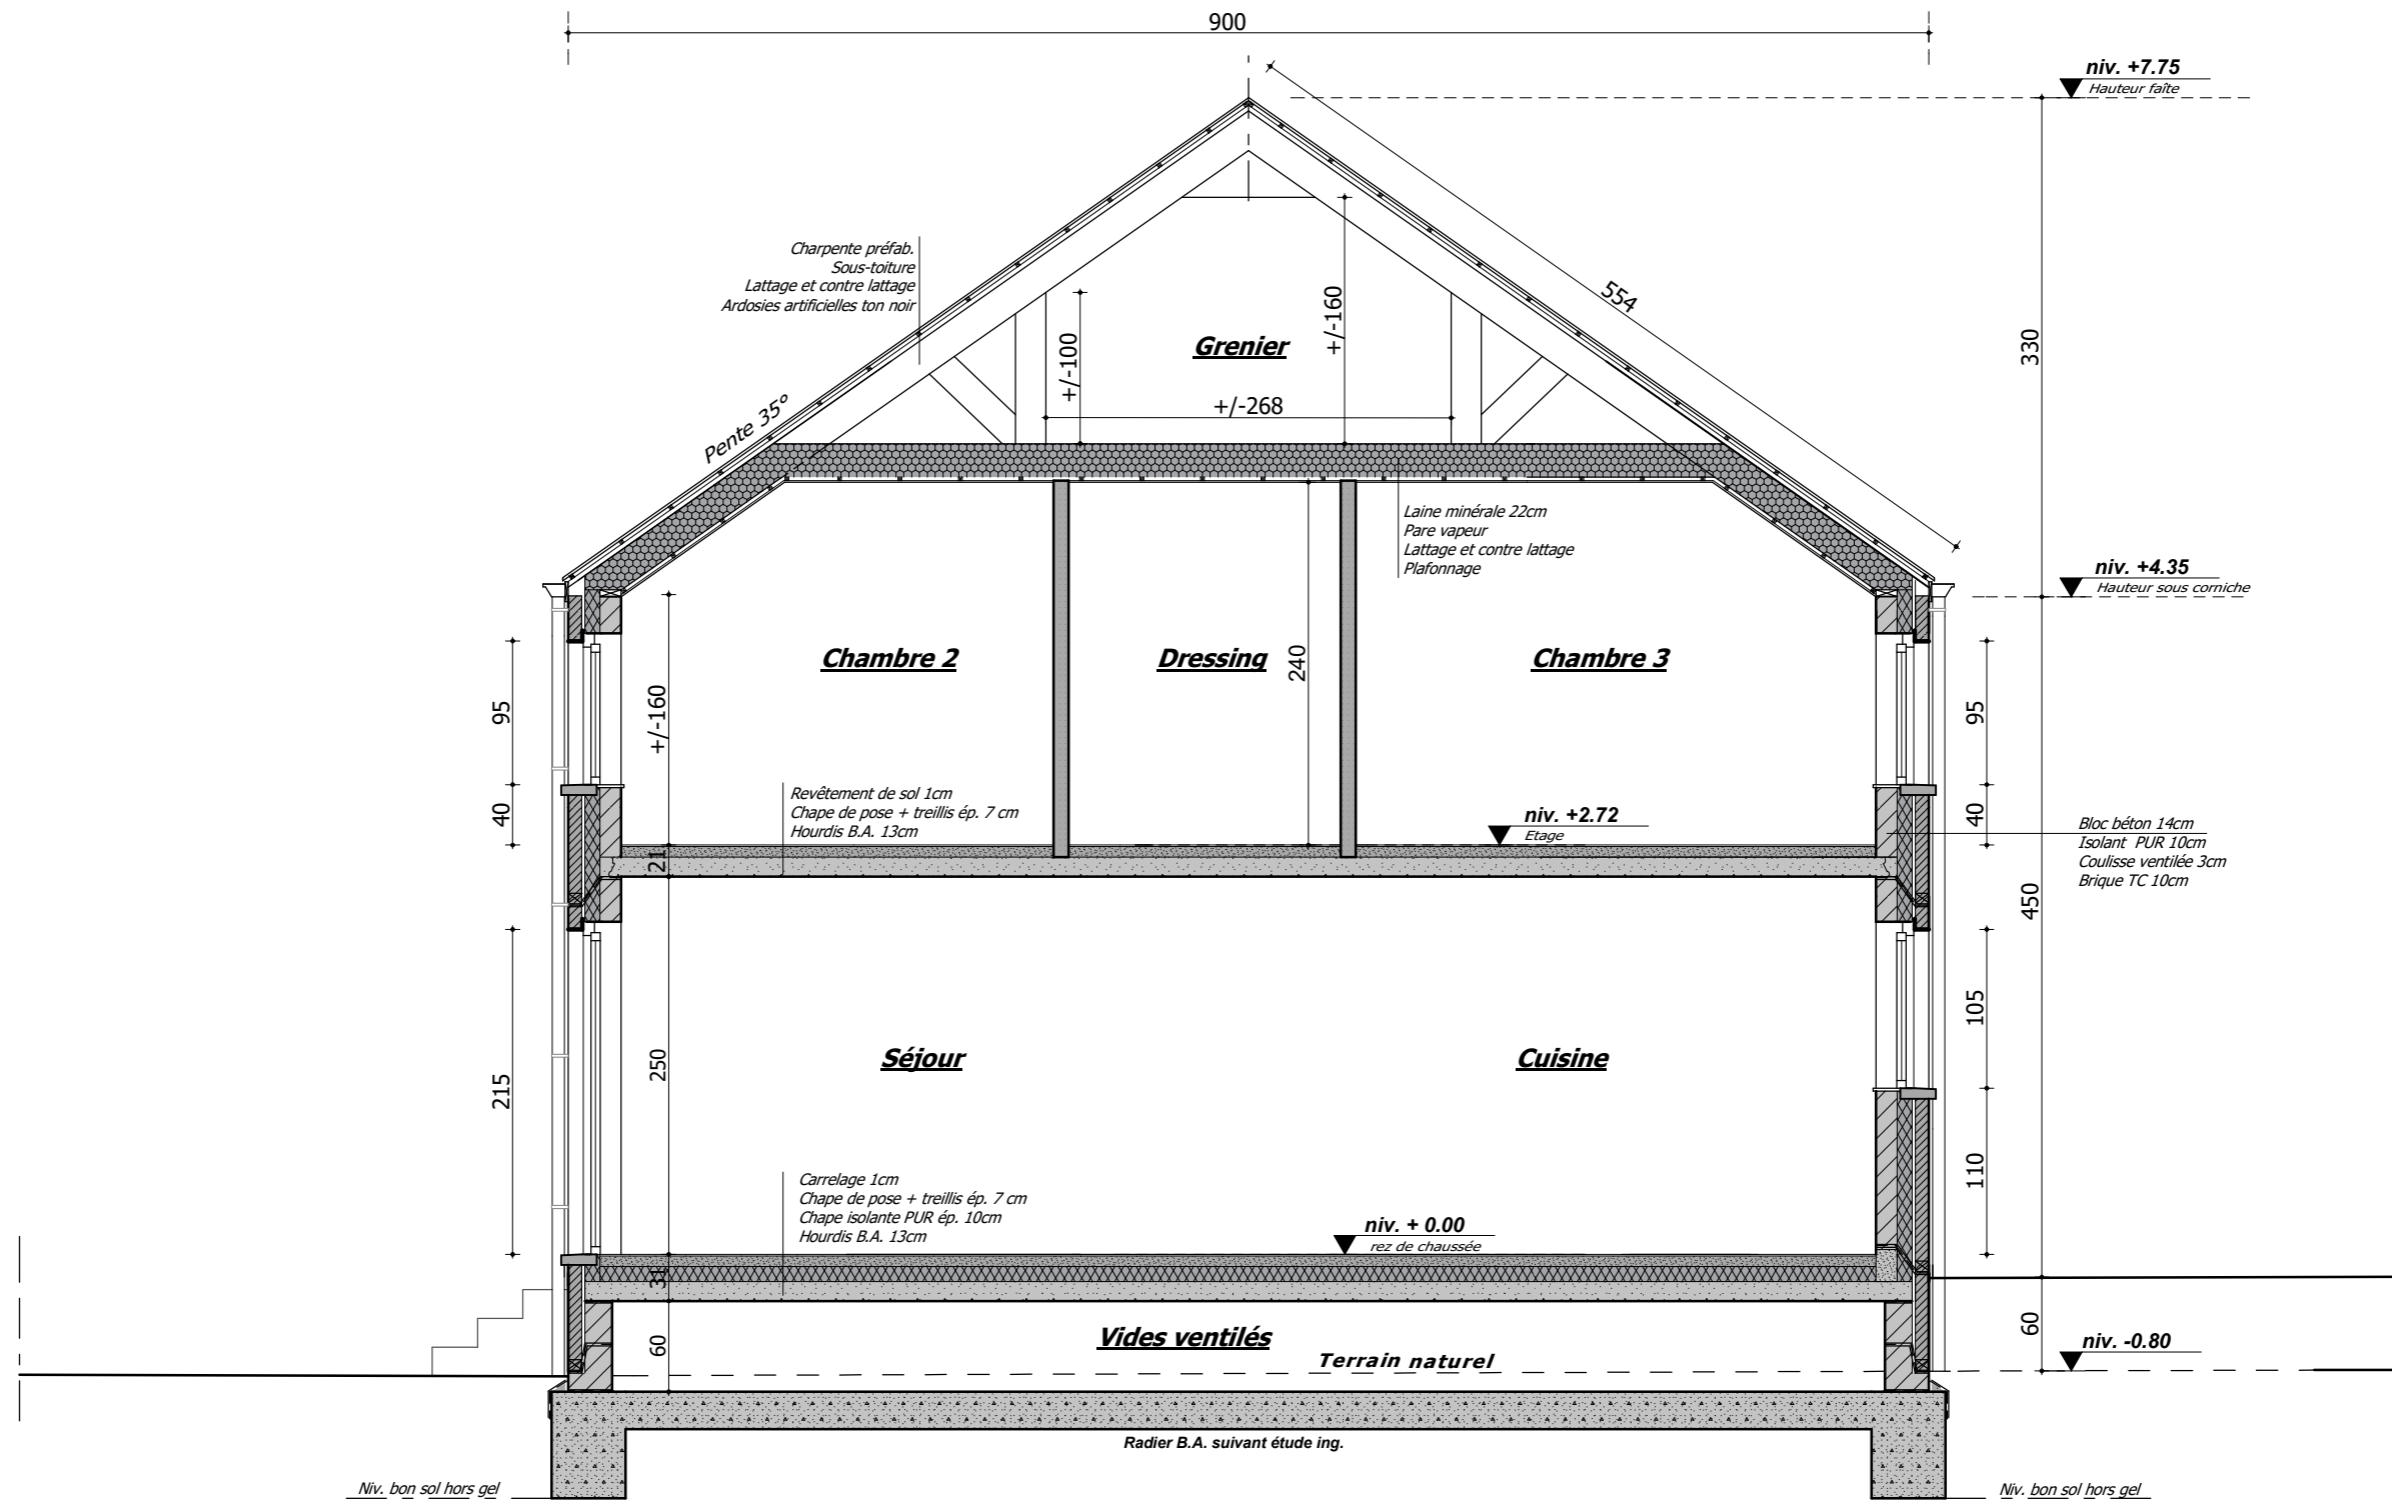 900
niv. +7.75
Hauteur faîte
Charpente préfab.
Sous-toiture
Lattage et contre lattage
Ardoises artificielles ton noir
554
+/-160
330
+/-100
Grenier
+/-268
Pente 35°
Laine minérale 22cm
Pare vapeur
Lattage et contre lattage
Plafonnage
niv. +4.35
Hauteur sous corniche
Chambre 2
Dressing
Chambre 3
240
95
+/-160
95
Revêtement de sol 1cm
Chape de pose + treillis ép. 7 cm
Hourdis B.A. 13cm
niv. +2.72
Etage
40
40
21
Bloc béton 14cm
Isolant PUR 10cm
Coulisse ventilée 3cm
Brique TC 10cm
450
Séjour
Cuisine
215
250
105
110
Carrelage 1cm
Chape de pose + treillis ép. 7 cm
Chape isolante PUR ép. 10cm
Hourdis B.A. 13cm
niv. + 0.00
rez de chaussée
31
60
Vides ventilés
Terrain naturel
60
niv. -0.80
Radier B.A. suivant étude ing.
Niv. bon sol hors gel
Niv. bon sol hors gel